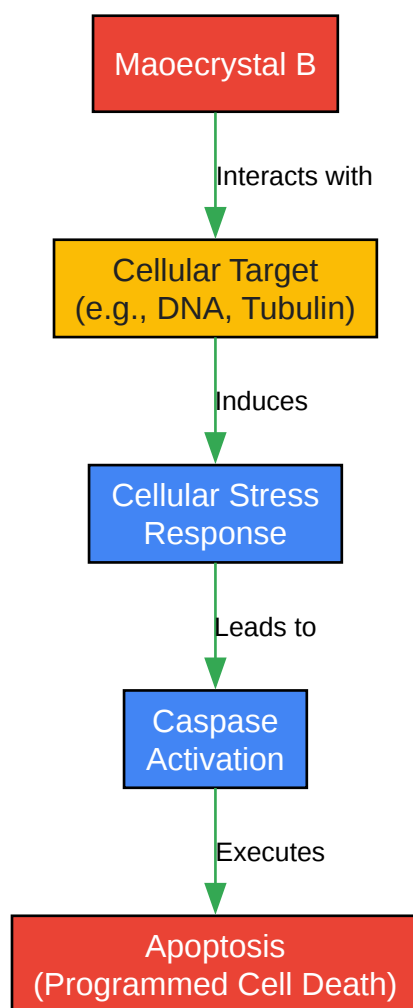 Maoecrystal B
Interacts with
Cellular Target
(e.g., DNA, Tubulin)
Induces
Cellular Stress
Response
Leads to
Caspase
Activation
Executes
Apoptosis
(Programmed Cell Death)